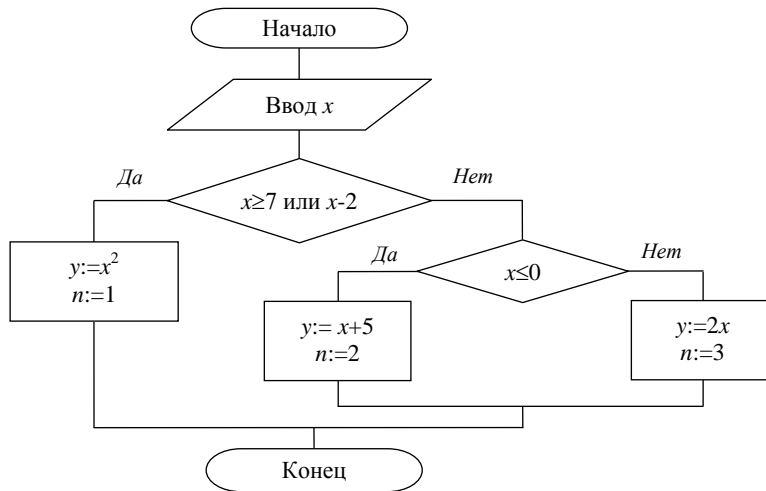 Начало
Ввод x
Да
Нет
x≥7 или x-2
y:=x²
n:=1
Да
Нет
x≤0
y:= x+5
n:=2
y:=2x
n:=3
Конец